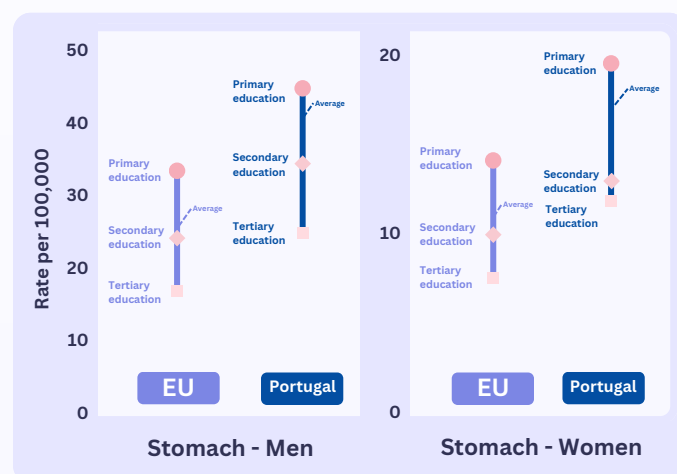 Rate per 100,000
50
40
30
20
10
0
Primary
education
Secondary
education
Tertiary
education
Average
EU
Primary
education
Secondary
education
Tertiary
education
Average
Portugal
Stomach - Men
20
10
0
Primary
education
Secondary
education
Tertiary
education
Average
EU
Primary
education
Secondary
education
Tertiary
education
Average
Portugal
Stomach - Women